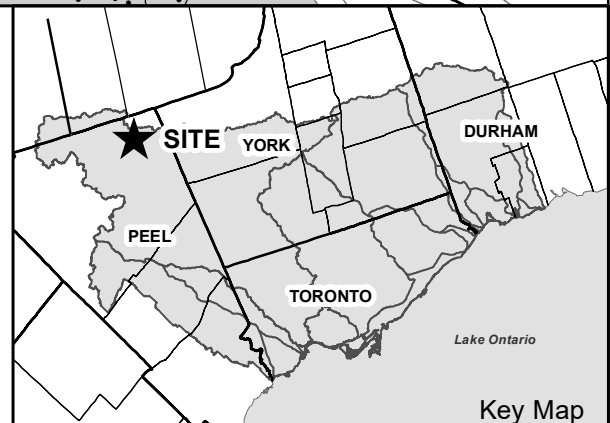 SITE
YORK
DURHAM
PEEL
TORONTO
Lake Ontario
Key Map